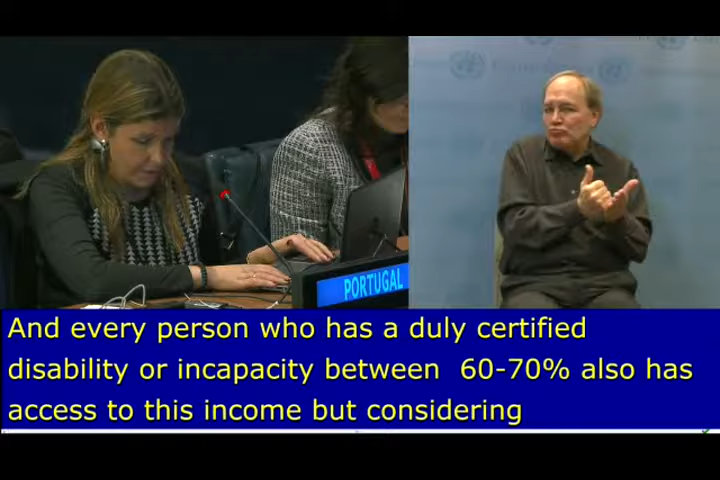 PORTUGAL
And every person who has a duly certified
disability or incapacity between  60-70% also has
access to this income but considering